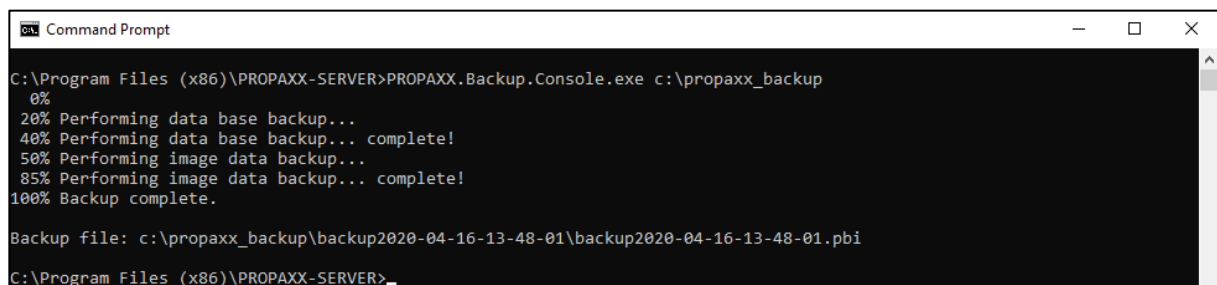 Command Prompt
C:\Program Files (x86)\PROPAXX-SERVER>PROPAXX.Backup.Console.exe c:\propaxx_backup
0%
20% Performing data base backup...
40% Performing data base backup... complete!
50% Performing image data backup...
85% Performing image data backup... complete!
100% Backup complete.
Backup file: c:\propaxx_backup\backup2020-04-16-13-48-01\backup2020-04-16-13-48-01.pbi
C:\Program Files (x86)\PROPAXX-SERVER>_